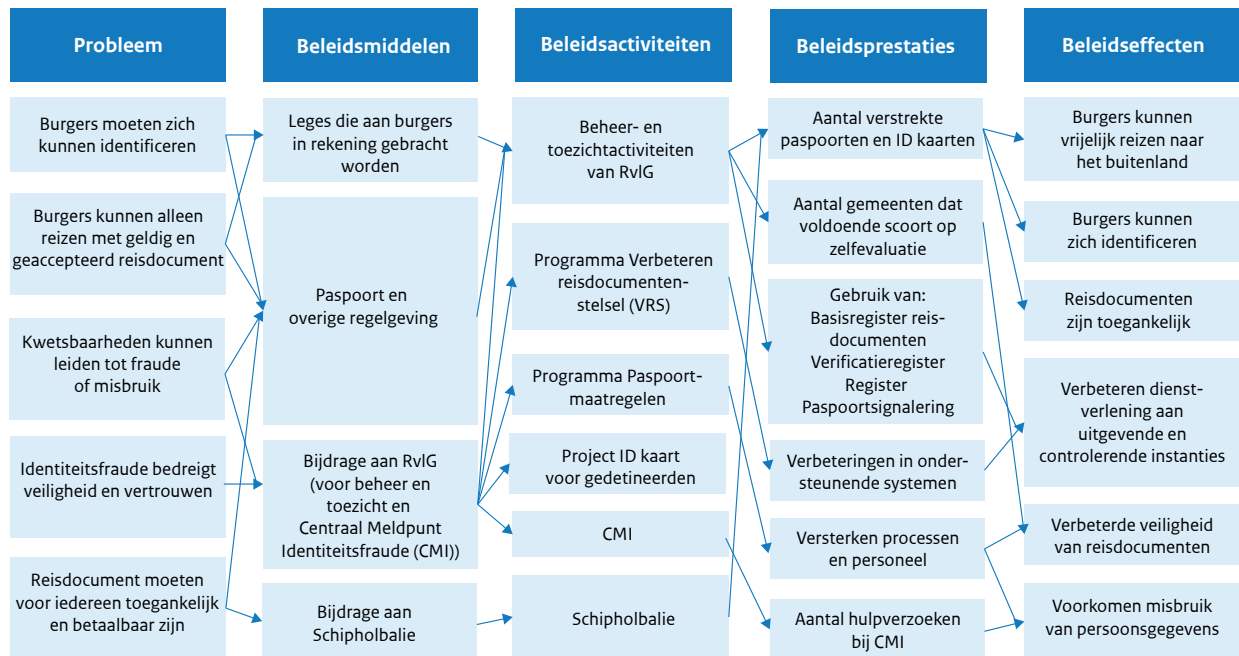 Probleem
Burgers moeten zich
kunnen identificeren
Burgers kunnen alleen
reizen met geldig en
geaccepteerd reisdocument
Kwetsbaarheden kunnen
leiden tot fraude
of misbruik
Identiteitsfraude bedreigt
veiligheid en vertrouwen
Reisdocument moeten
voor iedereen toegankelijk
en betaalbaar zijn
Beleidsmiddelen
Leges die aan burgers
in rekening gebracht
worden
Paspoort en
overige regelgeving
Bijdrage aan RvlG
(voor beheer en
toezicht en
Centraal Meldpunt
Identiteitsfraude (CMI))
Bijdrage aan
Schipholbalie
Beleidsactiviteiten
Beheer- en
toezichtactiviteiten
van RvlG
Programma Verbeteren
reisdocumenten-
stelsel (VRS)
Programma Paspoort-
maatregelen
Project ID kaart
voor gedetineerden
CMI
Schipholbalie
Beleidsprestaties
Aantal verstrekte
paspoorten en ID kaarten
Aantal gemeenten dat
voldoende scoort op
zelfevaluatie
Gebruik van:
Basisregister reis-
documenten
Verificatieregister
Register
Paspoortsignalering
Verbeteringen in onder-
steunende systemen
Versterken processen
en personeel
Aantal hulpverzoeken
bij CMI
Beleidseffecten
Burgers kunnen
vrijelijk reizen naar
het buitenland
Burgers kunnen
zich identificeren
Reisdocumenten
zijn toegankelijk
Verbeteren dienst-
verlening aan
uitgevende en
controlerende instanties
Verbeterde veiligheid
van reisdocumenten
Voorkomen misbruik
van persoonsgegevens